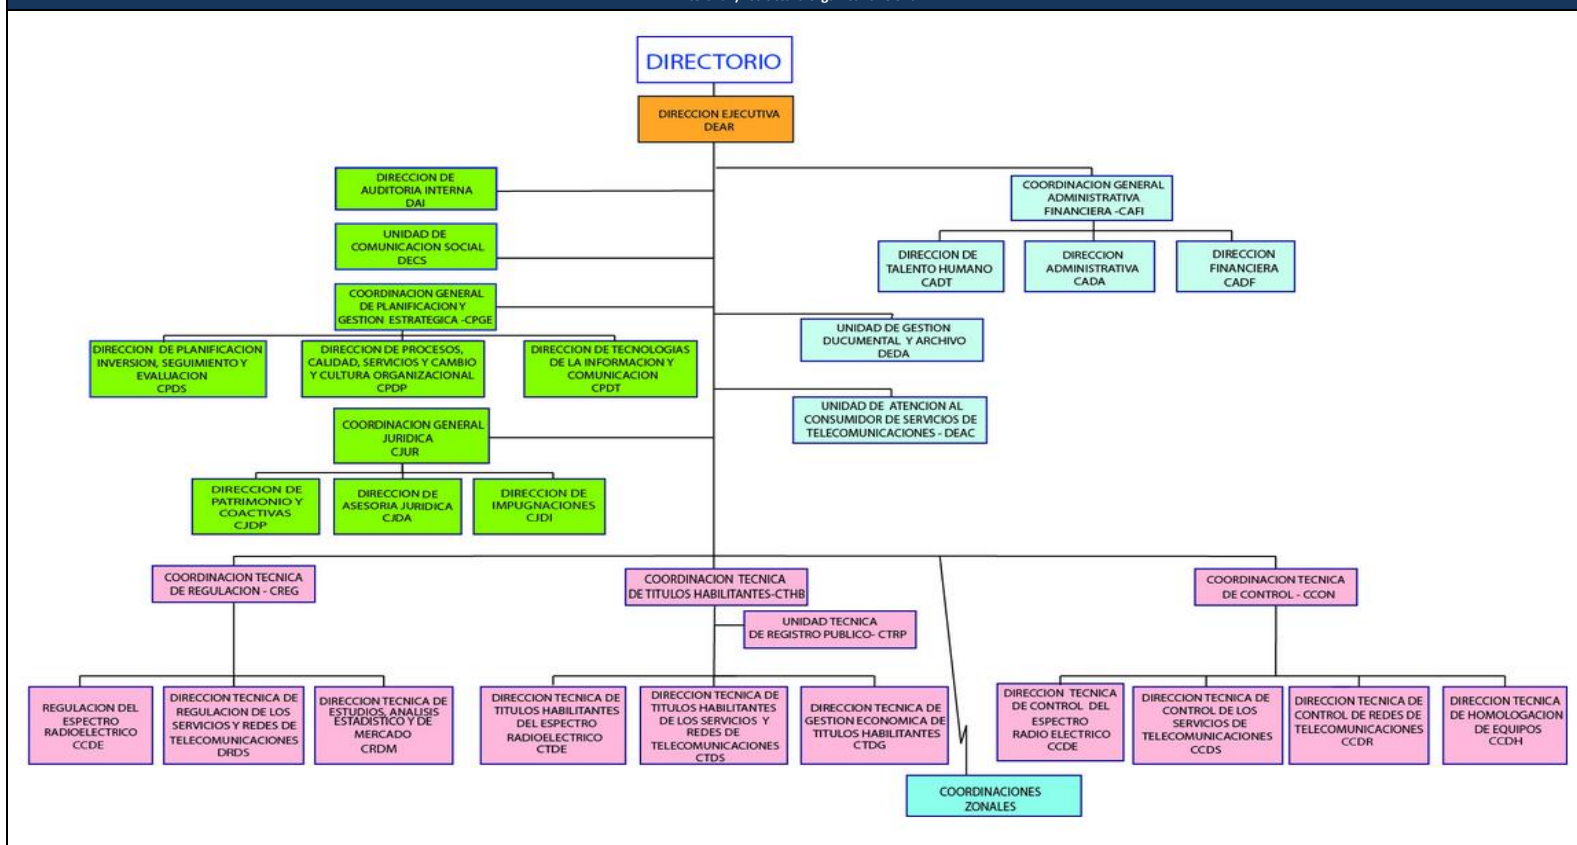 DIRECTORIO
DIRECCION EJECUTIVA
DEAR
DIRECCION DE
AUDITORIA INTERNA
DAI
UNIDAD DE
COMUNICACION SOCIAL
DECS
COORDINACION GENERAL
DE PLANIFICACION Y
GESTION ESTRATEGICA -CPGE
DIRECCION DE PLANIFICACION
INVERSION, SEGUIMIENTO Y
EVALUACION
CPDS
DIRECCION DE PROCESOS,
CALIDAD, SERVICIOS Y CAMBIO
Y CULTURA ORGANIZACIONAL
CPDP
DIRECCION DE TECNOLOGIAS
DE LA INFORMACION Y
COMUNICACION
CPDT
COORDINACION GENERAL
JURIDICA
CJUR
DIRECCION DE
PATRIMONIO Y
COACTIVAS
CJDP
DIRECCION DE
ASESORIA JURIDICA
CJDA
DIRECCION DE
IMPUGNACIONES
CJDI
COORDINACION GENERAL
ADMINISTRATIVA
FINANCIERA -CAFI
DIRECCION DE
TALENTO HUMANO
CADT
DIRECCION
ADMINISTRATIVA
CADA
DIRECCION
FINANCIERA
CADF
UNIDAD DE GESTION
DUCUMENTAL Y ARCHIVO
DEDA
UNIDAD DE ATENCION AL
CONSUMIDOR DE SERVICIOS DE
TELECOMUNICACIONES - DEAC
COORDINACION TECNICA
DE REGULACION - CREG
COORDINACION TECNICA
DE TITULOS HABILITANTES-CTHB
UNIDAD TECNICA
DE REGISTRO PUBLICO- CTRP
COORDINACION TECNICA
DE CONTROL - CCON
REGULACION DEL
ESPECTRO
RADIOELECTRICO
CCDE
DIRECCION TECNICA DE
REGULACION DE LOS
SERVICIOS Y REDES DE
TELECOMUNICACIONES
DRDS
DIRECCION TECNICA DE
ESTUDIOS, ANALISIS
ESTADISTICO Y DE
MERCADO
CRDM
DIRECCION TECNICA DE
TITULOS HABILITANTES
DEL ESPECTRO
RADIOELECTRICO
CTDE
DIRECCION TECNICA DE
TITULOS HABILITANTES
DE LOS SERVICIOS Y
REDES DE
TELECOMUNICACIONES
CTDS
DIRECCION TECNICA DE
GESTION ECONOMICA DE
TITULOS HABILITANTES
CTDG
DIRECCION TECNICA
DE CONTROL DEL
ESPECTRO
RADIO ELECTRICO
CCDE
DIRECCION TECNICA DE
CONTROL DE LOS
SERVICIOS DE
TELECOMUNICACIONES
CCDS
DIRECCION TECNICA DE
CONTROL DE REDES DE
TELECOMUNICACIONES
CCDR
DIRECCION TECNICA
DE HOMOLOGACION
DE EQUIPOS
CCDH
COORDINACIONES
ZONALES